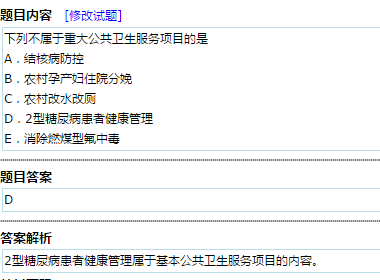 题目内容 [修改试题]
下列不属于重大公共卫生服务项目的是
A．结核病防控
B．农村孕产妇住院分娩
C．农村改水改厕
D．2型糖尿病患者健康管理
E．消除燃煤型氟中毒
题目答案
D
答案解析
2型糖尿病患者健康管理属于基本公共卫生服务项目的内容。